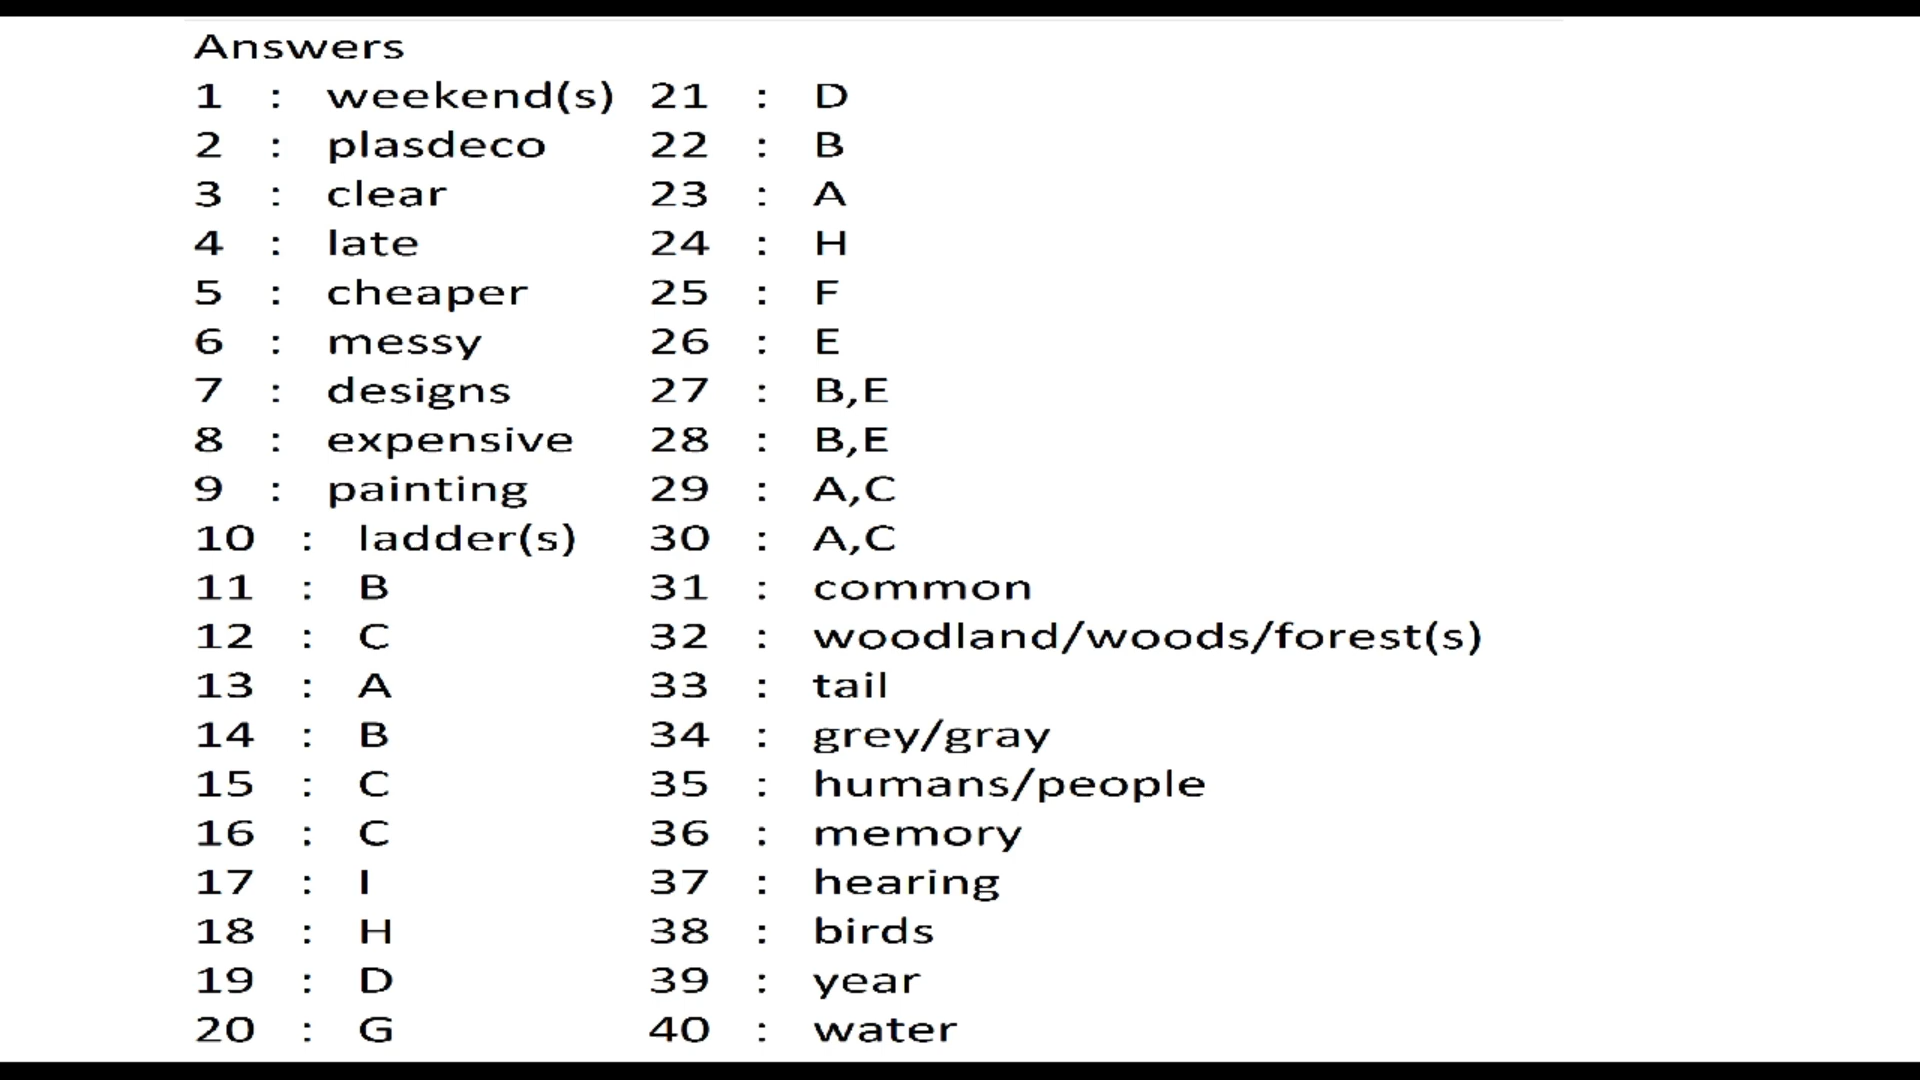 Answers
1 : weekend(s) 21 : D
2 : plasdeco 22 : B
3 : clear 23 : A
4 : late 24 : H
5 : cheaper 25 : F
6 : messy 26 : E
7 : designs 27 : B,E
8 : expensive 28 : B,E
9 : painting 29 : A,C
10 : ladder(s) 30 : A,C
11 : B 31 : common
12 : C 32 : woodland/woods/forest(s)
13 : A 33 : tail
14 : B 34 : grey/gray
15 : C 35 : humans/people
16 : C 36 : memory
17 : I 37 : hearing
18 : H 38 : birds
19 : D 39 : year
20 : G 40 : water